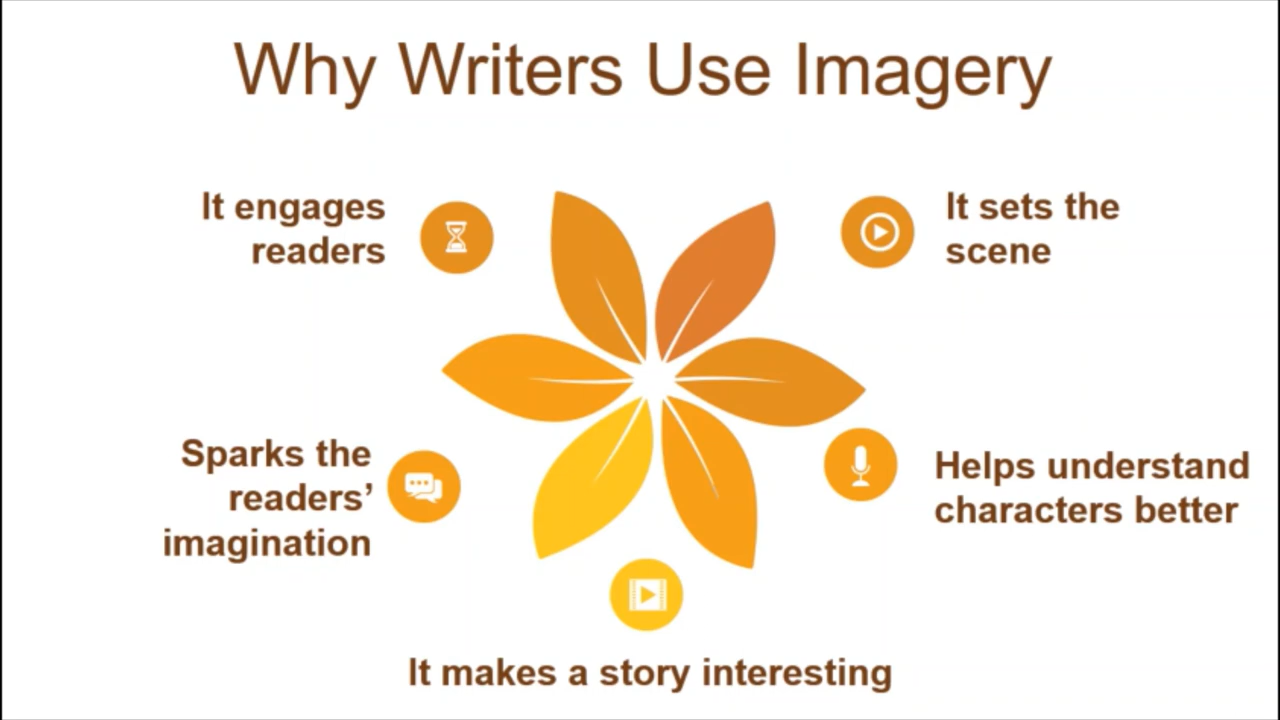 Why Writers Use Imagery
It engages
readers
It sets the
scene
Sparks the
readers’
imagination
Helps understand
characters better
It makes a story interesting